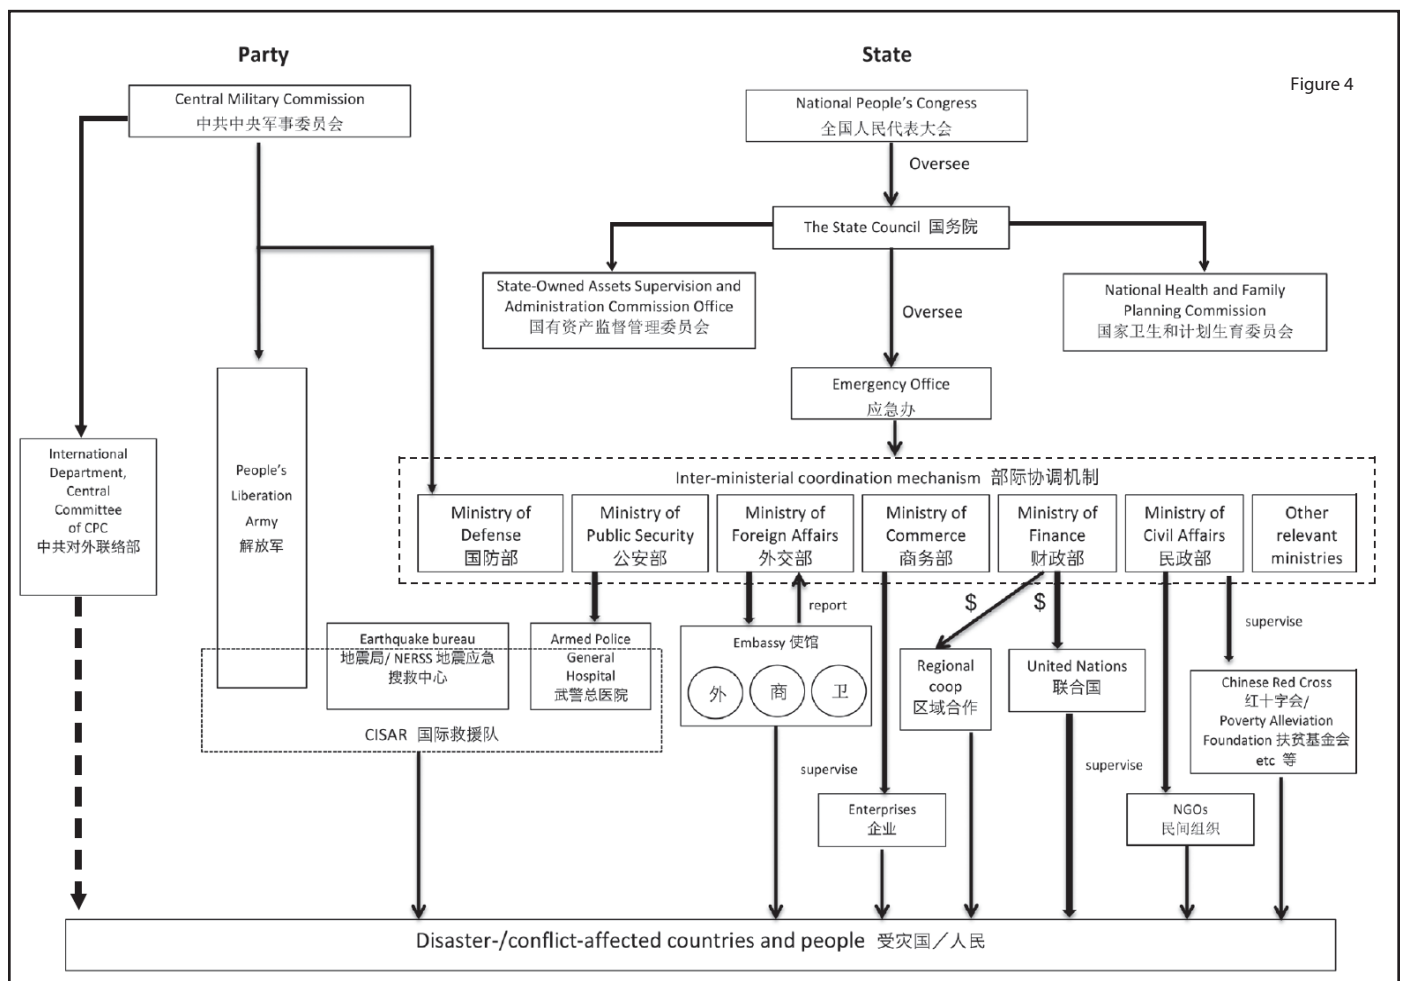 Party
State
Figure 4
Central Military Commission
中共中央军事委员会
National People's Congress
全国人民代表大会
Oversee
The State Council 国务院
State-Owned Assets Supervision and
Administration Commission Office
国有资产监督管理委员会
National Health and Family
Planning Commission
国家卫生和计划生育委员会
Oversee
Emergency Office
应急办
International
Department,
Central
Committee
of CPC
中共对外联络部
People's
Liberation
Army
解放军
Inter-ministerial coordination mechanism 部际协调机制
Ministry of
Defense
国防部
Ministry of
Public Security
公安部
Ministry of
Foreign Affairs
外交部
Ministry of
Commerce
商务部
Ministry of
Finance
财政部
Ministry of
Civil Affairs
民政部
Other
relevant
ministries
report
$
$
supervise
Earthquake bureau
地震局/ NERSS 地震应急
搜救中心
Armed Police
General
Hospital
武警总医院
Embassy 使馆
外
商
卫
Regional
coop
区域合作
United Nations
联合国
Chinese Red Cross
红十字会/
Poverty Alleviation
Foundation 扶贫基金会
etc 等
CISAR 国际救援队
supervise
supervise
Enterprises
企业
NGOs
民间组织
Disaster-/conflict-affected countries and people 受灾国／人民